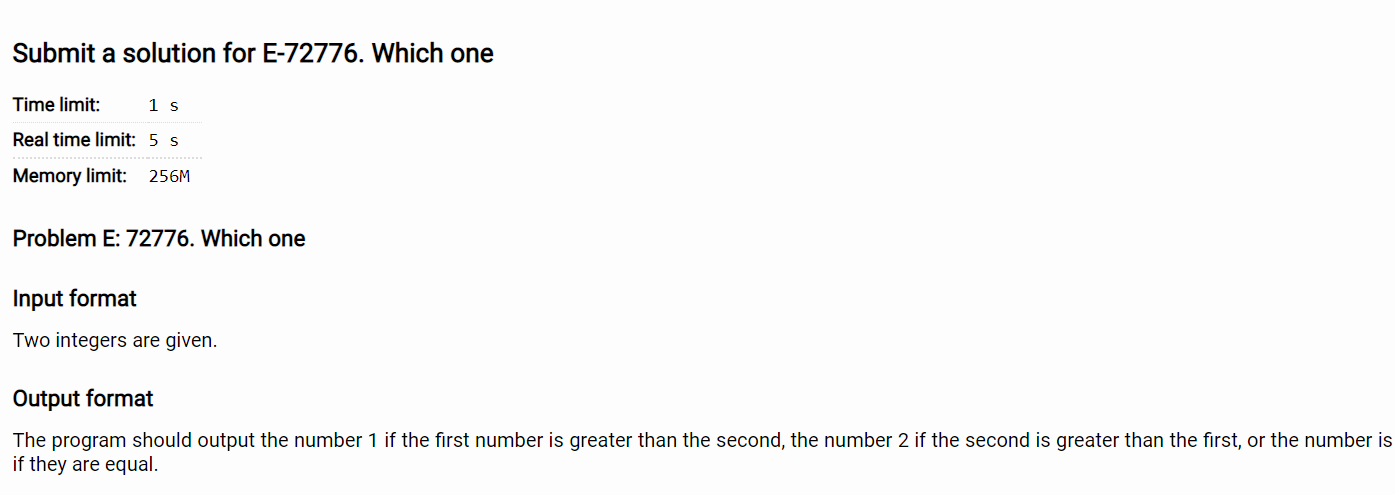 Submit a solution for E-72776. Which one
Time limit: 1 s
Real time limit: 5 s
Memory limit: 256M
Problem E: 72776. Which one
Input format
Two integers are given.
Output format
The program should output the number 1 if the first number is greater than the second, the number 2 if the second is greater than the first, or the number is
if they are equal.